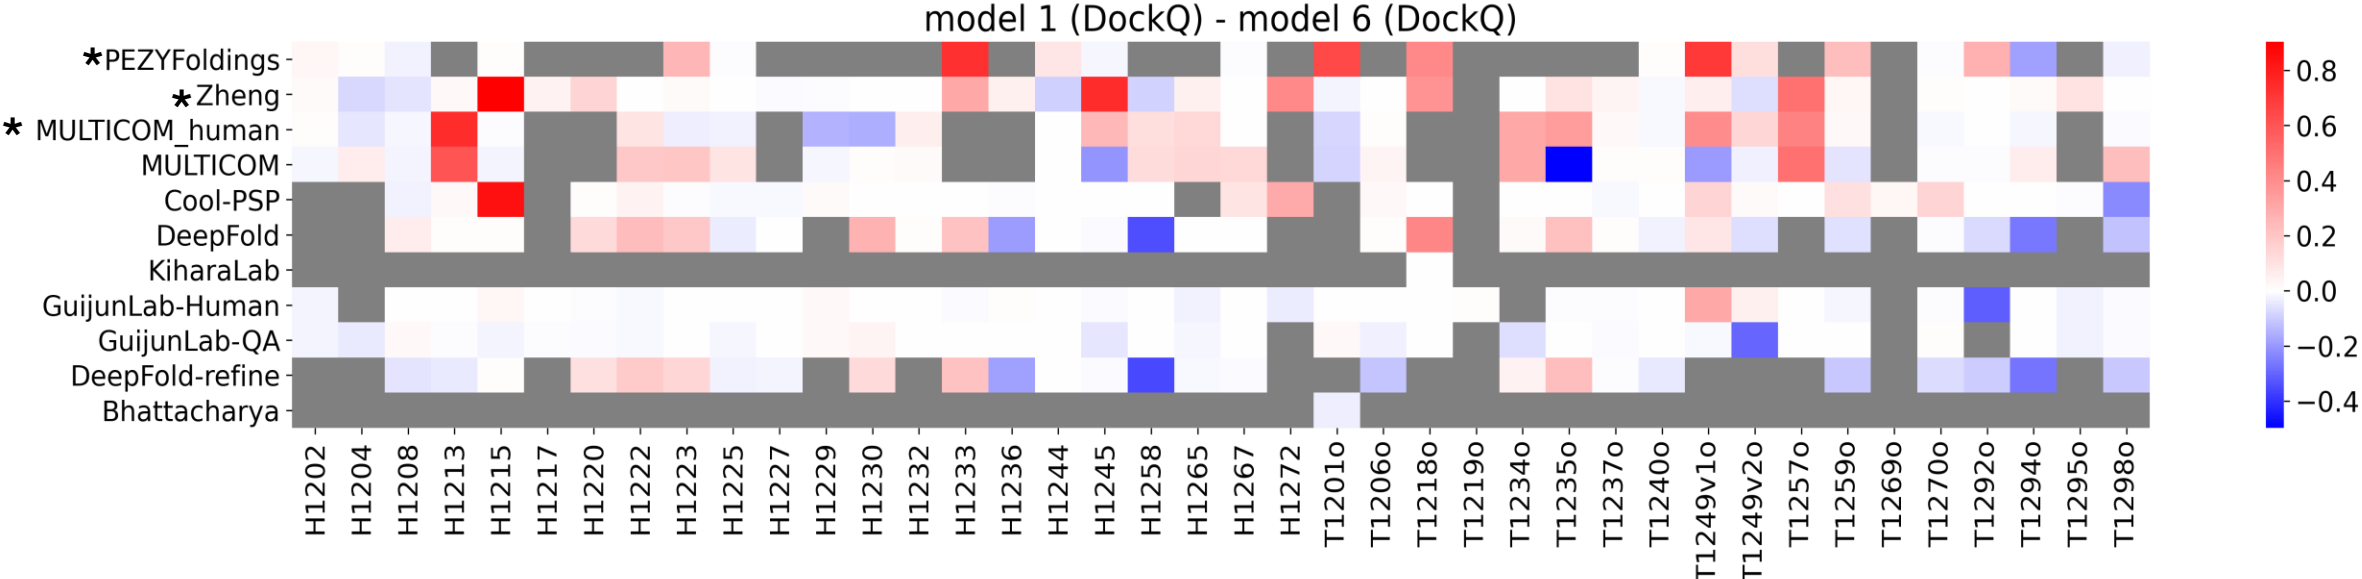 model 1 (DockQ) - model 6 (DockQ)
*PEZYFoldings
* Zheng
* MULTICOM_human
MULTICOM
Cool-PSP
DeepFold
KiharaLab
GuijunLab-Human
GuijunLab-QA
DeepFold-refine
Bhattacharya
H1202
H1204
H1208
H1213
H1215
H1217
H1220
H1222
H1223
H1225
H1227
H1229
H1230
H1232
H1233
H1236
H1244
H1245
H1258
H1265
H1267
H1272
T1201o
T1206o
T1218o
T1219o
T1234o
T1235o
T1237o
T1240o
T1249v1o
T1249v2o
T1257o
T1259o
T1269o
T1270o
T1292o
T1294o
T1295o
T1298o
0.8
0.6
0.4
0.2
0.0
−0.2
−0.4